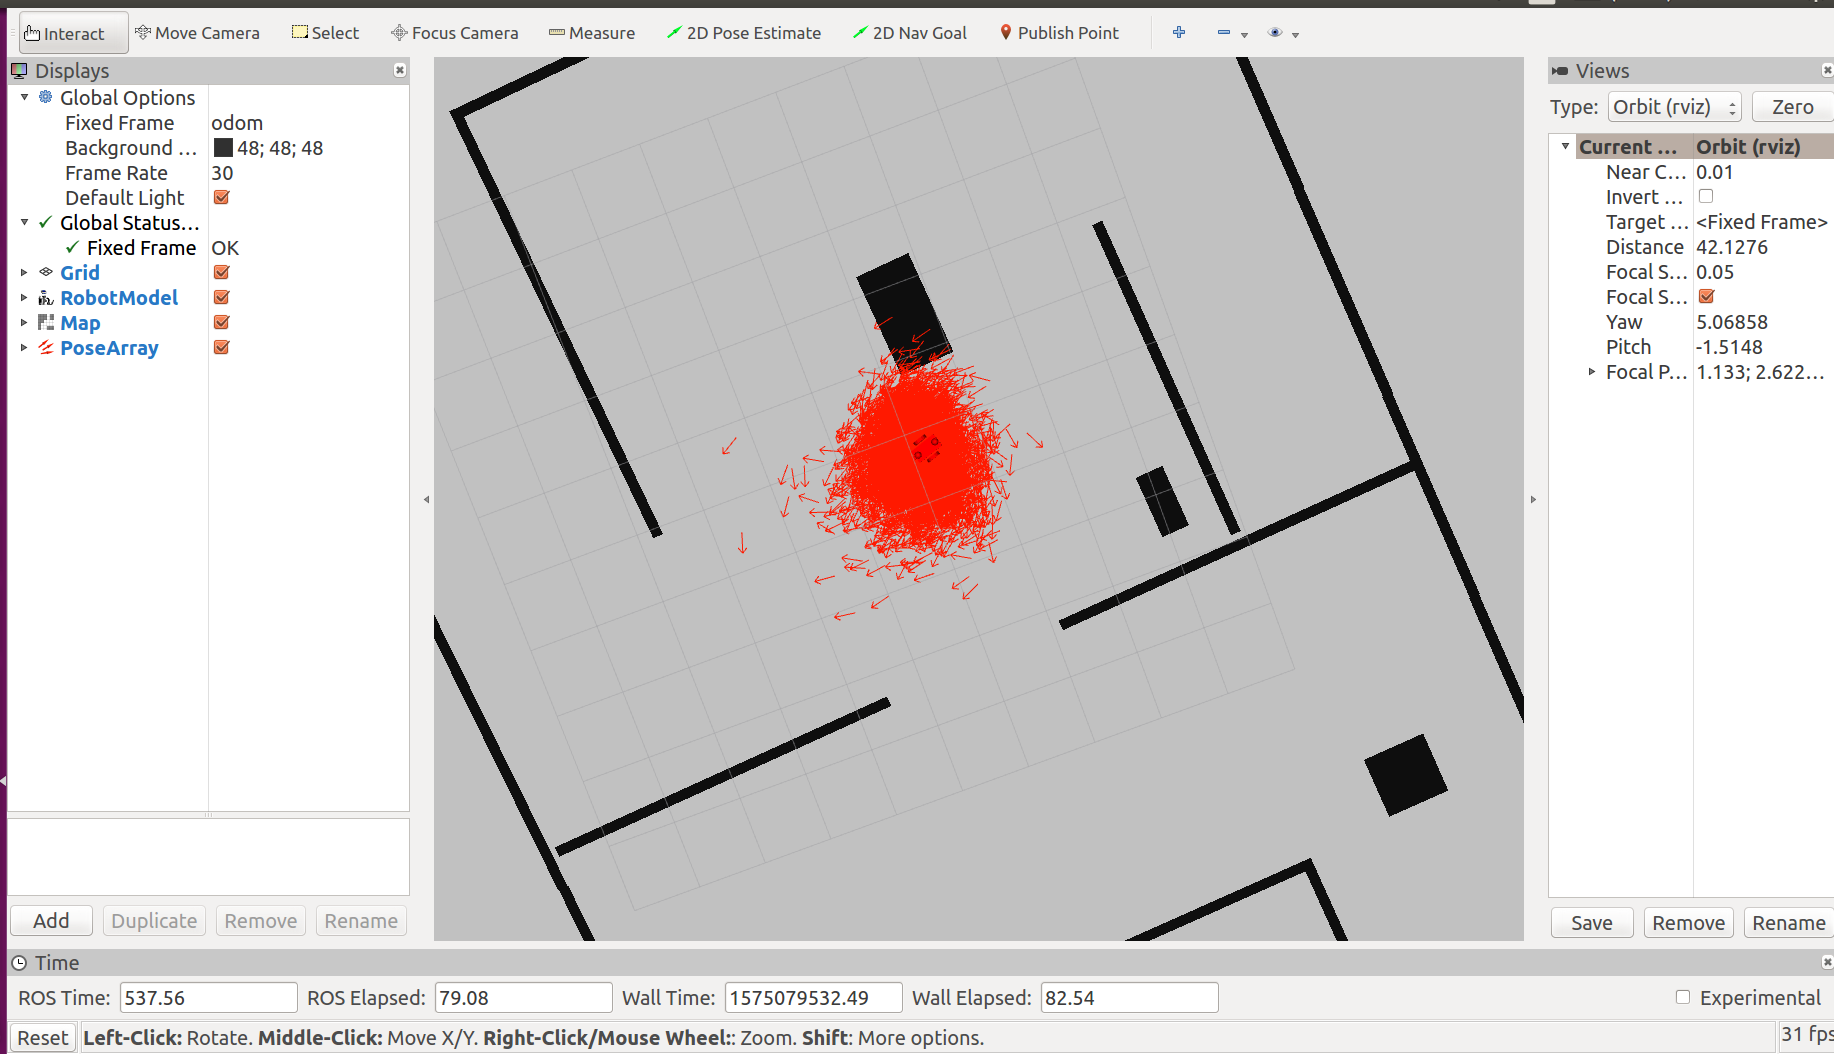 Interact Move Camera Select Focus Camera Measure 2D Pose Estimate 2D Nav Goal Publish Point
Displays
Global Options
Fixed Frame odom
Background ... 48; 48; 48
Frame Rate 30
Default Light
Global Status...
Fixed Frame OK
Grid
RobotModel
Map
PoseArray
Add Duplicate Remove Rename
Views
Type: Orbit (rviz) Zero
Current ... Orbit (rviz)
Near C... 0.01
Invert ...
Target ... <Fixed Frame>
Distance 42.1276
Focal S... 0.05
Focal S...
Yaw 5.06858
Pitch -1.5148
Focal P... 1.133; 2.622...
Save Remove Rename
Time
ROS Time: 537.56 ROS Elapsed: 79.08 Wall Time: 1575079532.49 Wall Elapsed: 82.54 Experimental
Reset Left-Click: Rotate. Middle-Click: Move X/Y. Right-Click/Mouse Wheel:: Zoom. Shift: More options. 31 fps